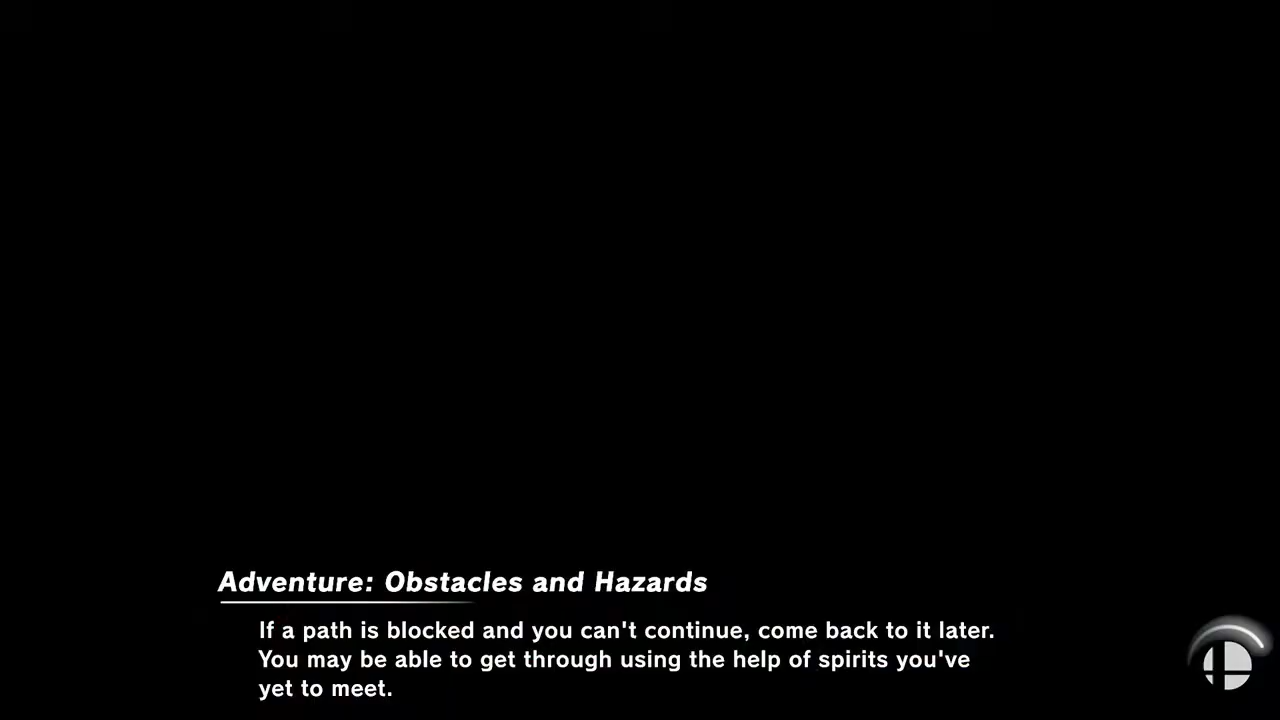 Adventure: Obstacles and Hazards
If a path is blocked and you can't continue, come back to it later.
You may be able to get through using the help of spirits you've
yet to meet.